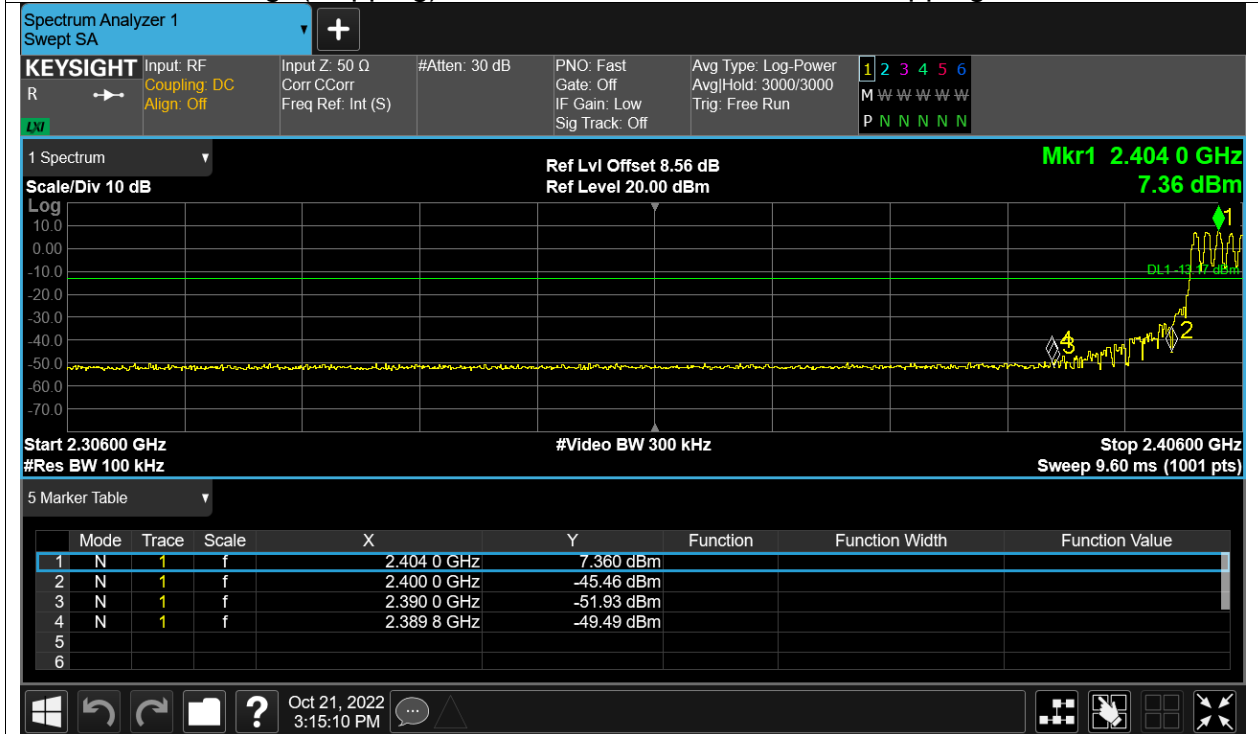 Spectrum Analyzer 1
Swept SA
KEYSIGHT Input: RF Input Z: 50 Ω #Atten: 30 dB PNO: Fast Avg Type: Log-Power 1 2 3 4 5 6
R Coupling: DC Corr CCorr Gate: Off Avg|Hold: 3000/3000 M W W W W W
Align: Off Freq Ref: Int (S) IF Gain: Low Trig: Free Run
LXI Sig Track: Off P N N N N N
1 Spectrum Ref Lvl Offset 8.56 dB Mkr1 2.404 0 GHz
Scale/Div 10 dB Ref Level 20.00 dBm 7.36 dBm
Log
1
10.0
0.00
-10.0 DL1 -13.17 dBm
-20.0
-30.0
-40.0 4 3 2
-50.0
-60.0
-70.0
Start 2.30600 GHz #Video BW 300 kHz Stop 2.40600 GHz
#Res BW 100 kHz Sweep 9.60 ms (1001 pts)
5 Marker Table
Mode Trace Scale X Y Function Function Width Function Value
1 N 1 f 2.404 0 GHz 7.360 dBm
2 N 1 f 2.400 0 GHz -45.46 dBm
3 N 1 f 2.390 0 GHz -51.93 dBm
4 N 1 f 2.389 8 GHz -49.49 dBm
5
6
? Oct 21, 2022
3:15:10 PM